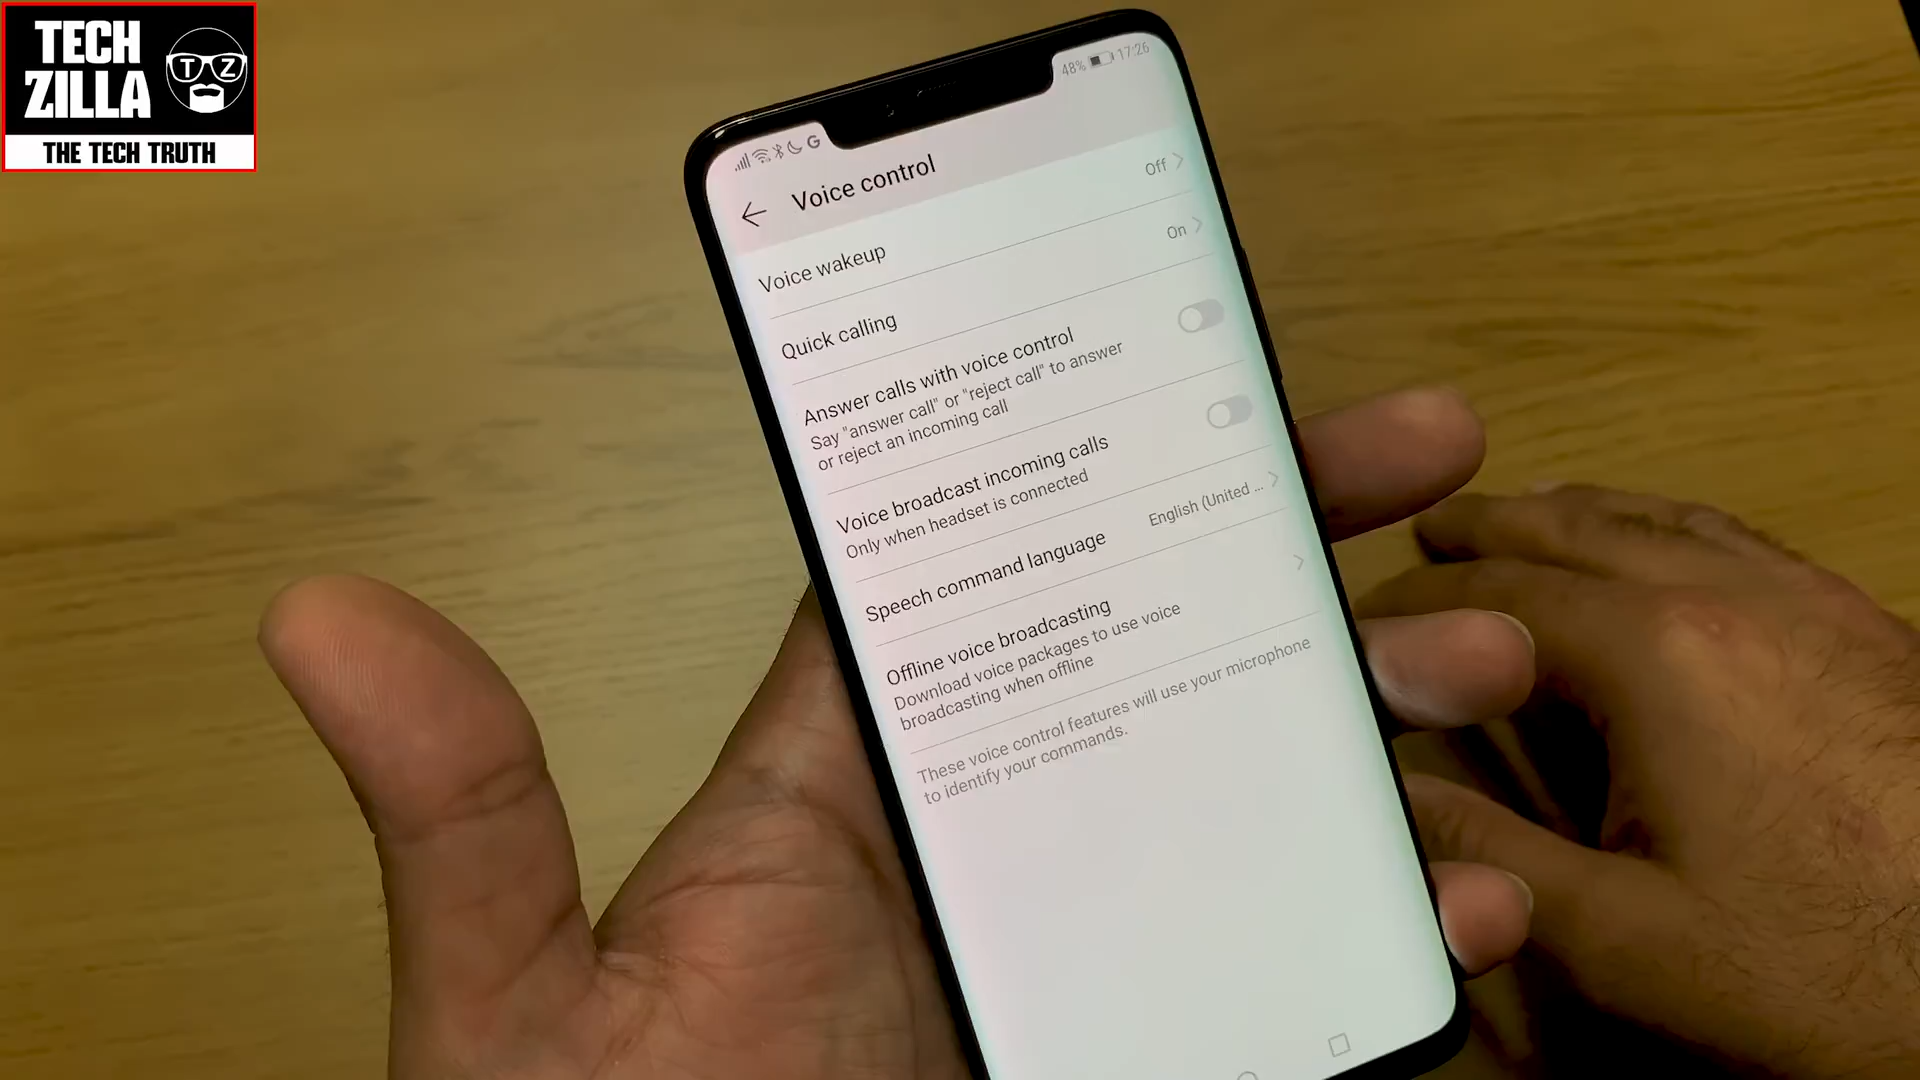 TECH
ZILLA
T Z
THE TECH TRUTH
48% 17:26
G
Voice control
Voice wakeup Off
Quick calling On
Answer calls with voice control
Say "answer call" or "reject call" to answer
or reject an incoming call
Voice broadcast incoming calls
Only when headset is connected
Speech command language English (United ...
Offline voice broadcasting
Download voice packages to use voice
broadcasting when offline
These voice control features will use your microphone
to identify your commands.